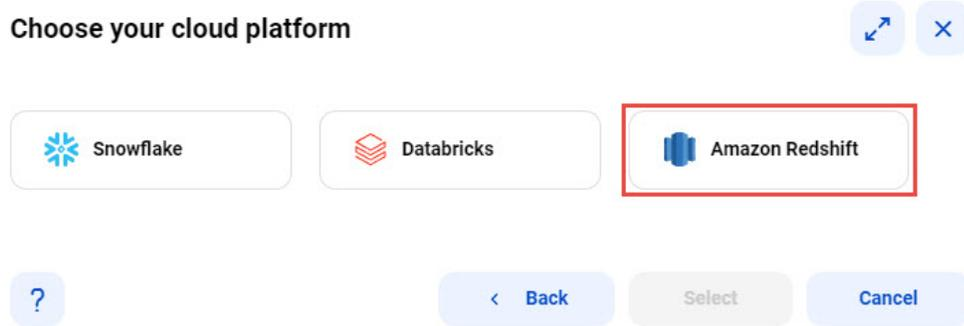 Choose your cloud platform
Snowflake
Databricks
Amazon Redshift
?
Back
Select
Cancel